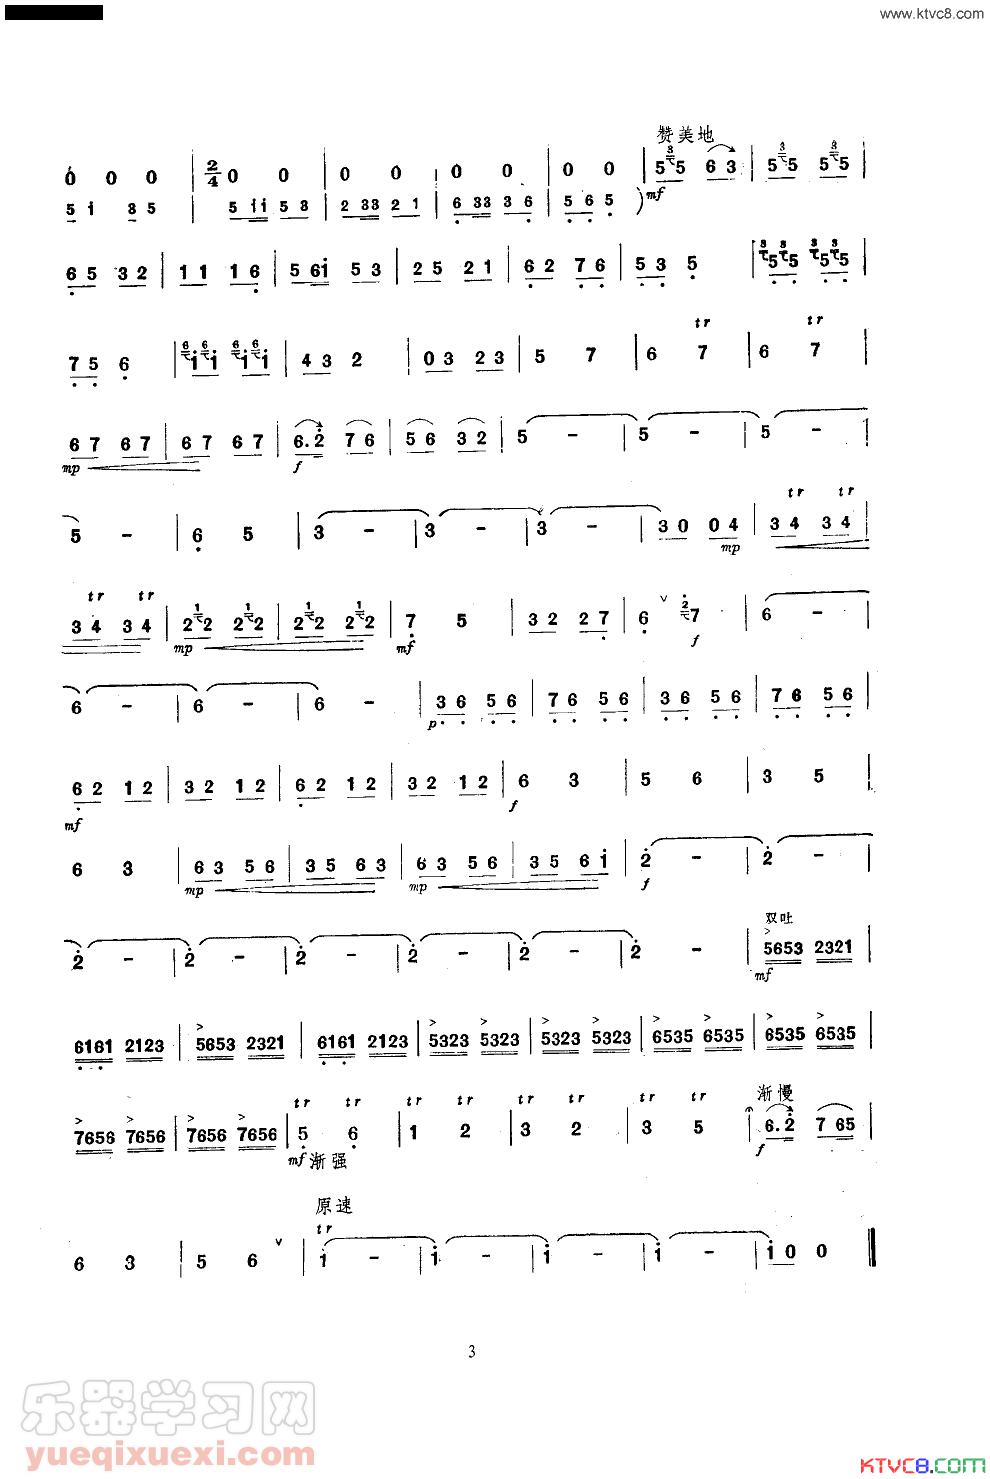 www.ktvc8.com
赞美地
0 0 0 | 2/4 0 0 | 0 0 | 0 0 | 0 0 | 5 3 5 6 3 | 5 3 5 5 3 5 |
5 i 3 5 5 i i 5 3 | 2 3 3 2 1 | 6 3 3 3 6 | 5 6 5 ) mf
6 5 3 2 | 1 1 1 6 | 5 6 i 5 3 | 2 5 2 1 | 6 2 7 6 | 5 3 5 | 3 5 3 5 3 5 3 5 |
tr tr
7 5 6 | 6 i 6 i 6 i 6 i | 4 3 2 | 0 3 2 3 | 5 7 | 6 7 | 6 7 |
6 7 6 7 | 6 7 6 7 | 6. 2 7 6 | 5 6 3 2 | 5 - | 5 - | 5 - |
mp f
tr tr
5 - | 6 5 | 3 - | 3 - | 3 - | 3 0 0 4 | 3 4 3 4 |
mp
tr tr
3 4 3 4 | 2 1 2 2 1 2 | 2 1 2 2 1 2 | 7 5 | 3 2 2 7 | 6 ∨ 2 7 | 6 - |
mp mf f
6 - | 6 - | 6 - | 3 6 5 6 | 7 6 5 6 | 3 6 5 6 | 7 6 5 6 |
p
6 2 1 2 | 3 2 1 2 | 6 2 1 2 | 3 2 1 2 | 6 3 | 5 6 | 3 5 |
mf f
6 3 | 6 3 5 6 | 3 5 6 3 | 6 3 5 6 | 3 5 6 i | 2 - | 2 - |
mp mp f
双吐
2 - | 2 - | 2 - | 2 - | 2 - | 2 - | 5653 2321 |
mf
6161 2123 | 5653 2321 | 6161 2123 | 5323 5323 | 5323 5323 | 6535 6535 | 6535 6535 |
渐慢
tr tr tr tr tr tr tr tr
7656 7656 | 7656 7656 | 5 6 | 1 2 | 3 2 | 3 5 | 6. 2 7 65 |
mf 渐强 f
原速
tr
6 3 | 5 6 ∨ | i - | i - | i - | i - | i 0 0 ‖
3
乐器学习网
yueqixuexi.com
KTVC8.COM